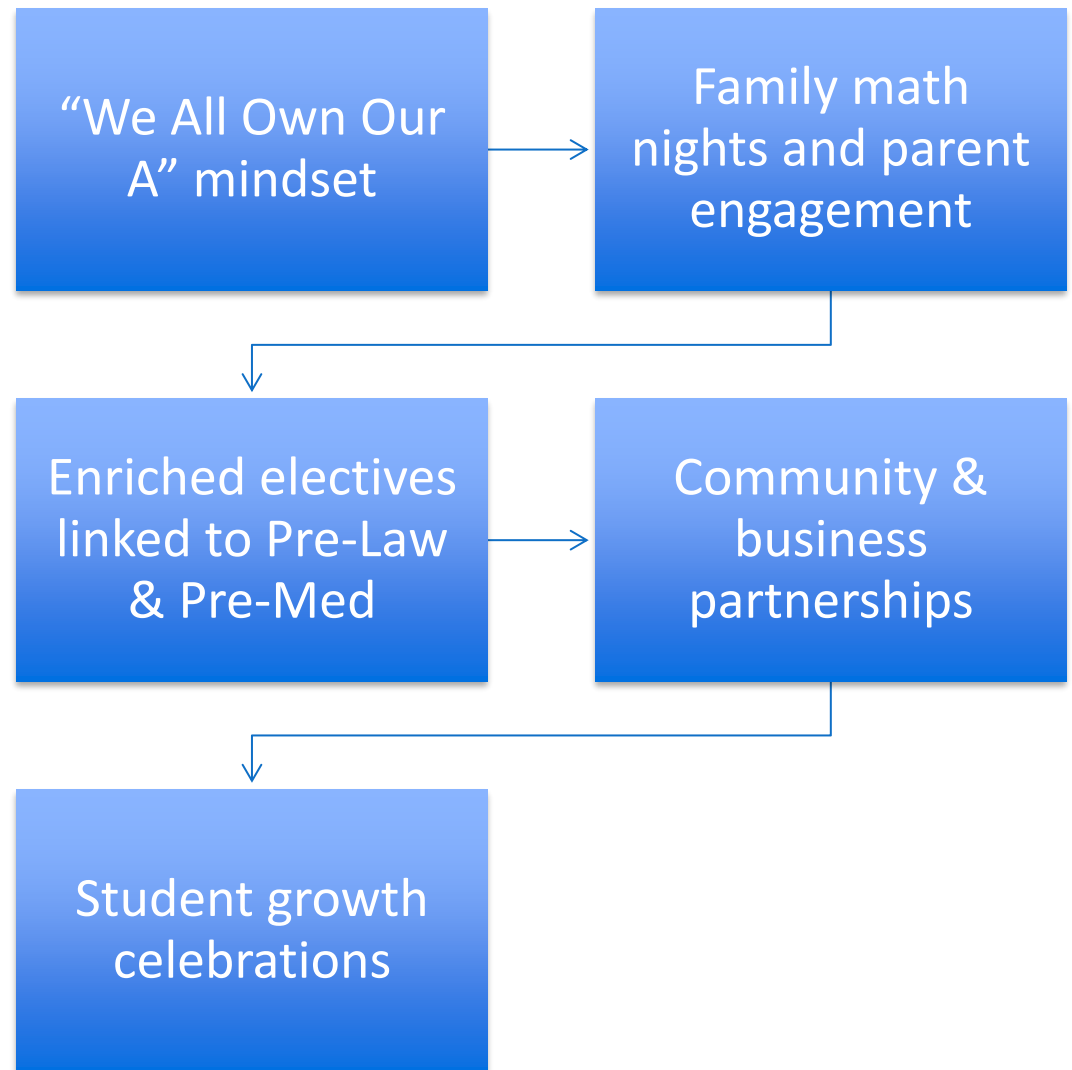 “We All Own Our
A” mindset
Family math
nights and parent
engagement
Enriched electives
linked to Pre-Law
& Pre-Med
Community &
business
partnerships
Student growth
celebrations